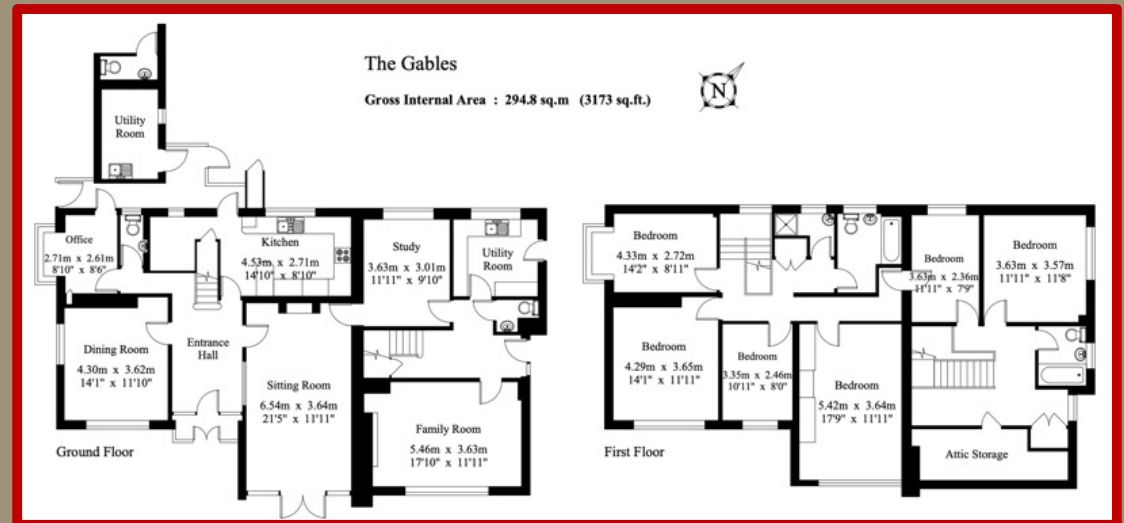 The Gables
Gross Internal Area : 294.8 sq.m (3173 sq.ft.)
N
Utility
Room
Office
2.71m x 2.61m
8'10" x 8'6"
Kitchen
4.53m x 2.71m
14'10" x 8'10"
Study
3.63m x 3.01m
11'11" x 9'10"
Utility
Room
Dining Room
4.30m x 3.62m
14'1" x 11'10"
Entrance
Hall
Sitting Room
6.54m x 3.64m
21'5" x 11'11"
Family Room
5.46m x 3.63m
17'10" x 11'11"
Ground Floor
Bedroom
4.33m x 2.72m
14'2" x 8'11"
Bedroom
3.63m x 2.36m
11'11" x 7'9"
Bedroom
3.63m x 3.57m
11'11" x 11'8"
Bedroom
4.29m x 3.65m
14'1" x 11'11"
Bedroom
3.35m x 2.46m
10'11" x 8'0"
Bedroom
5.42m x 3.64m
17'9" x 11'11"
Attic Storage
First Floor